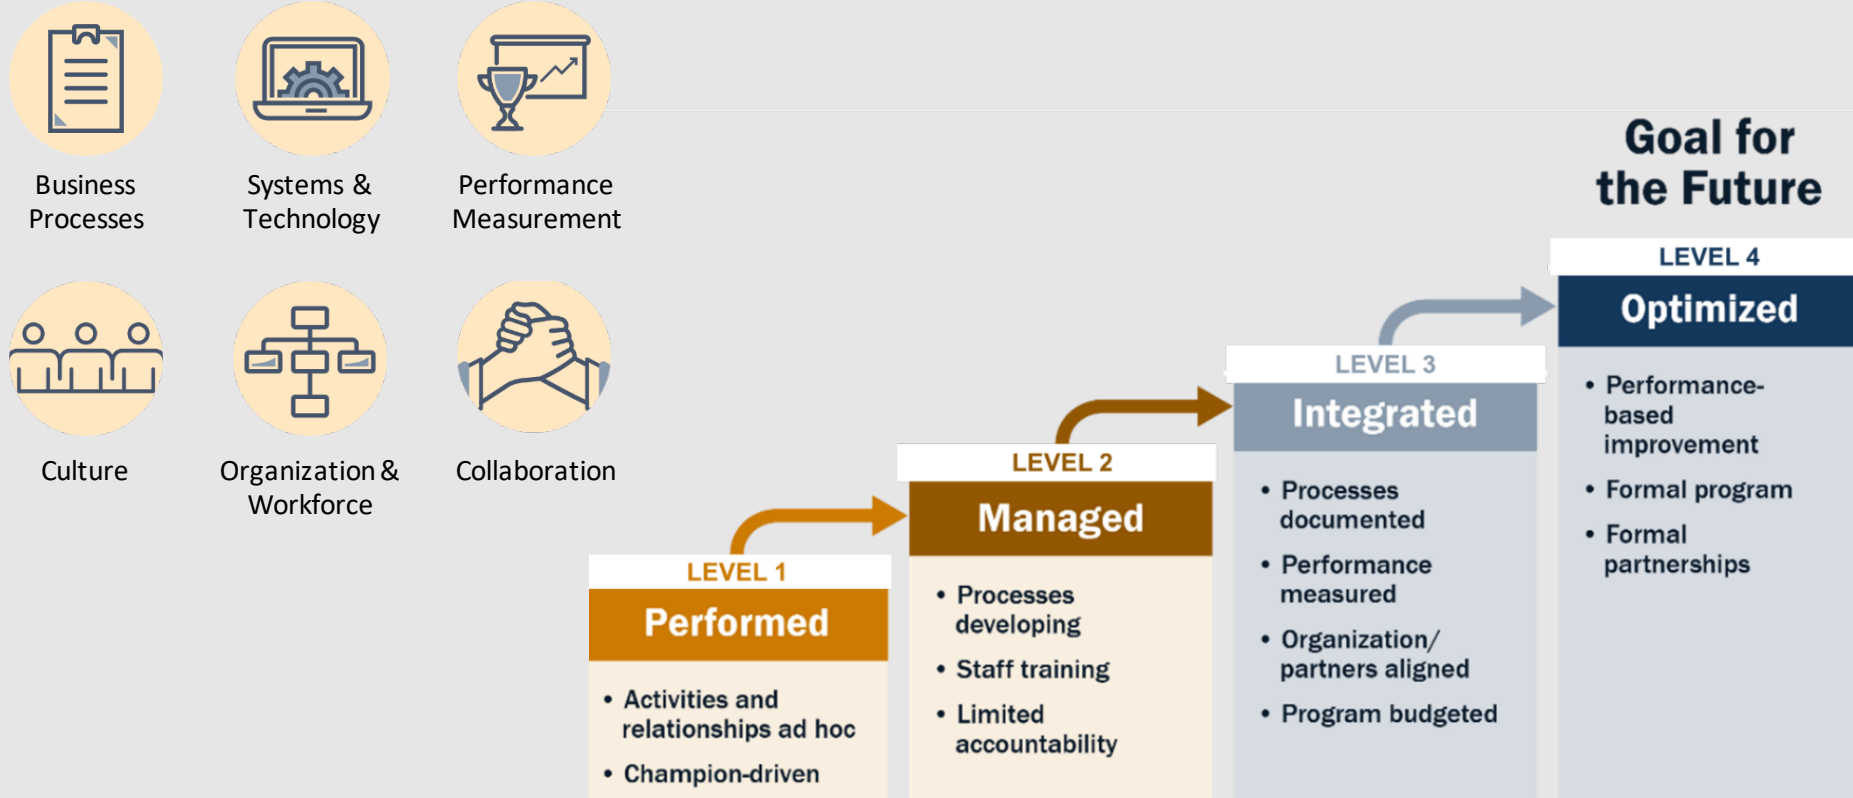 Business
Processes
Systems &
Technology
Performance
Measurement
Culture
Organization &
Workforce
Collaboration
Goal for
the Future
LEVEL 1
Performed
• Activities and
relationships ad hoc
• Champion-driven
LEVEL 2
Managed
• Processes
developing
• Staff training
• Limited
accountability
LEVEL 3
Integrated
• Processes
documented
• Performance
measured
• Organization/
partners aligned
• Program budgeted
LEVEL 4
Optimized
• Performance-
based
improvement
• Formal program
• Formal
partnerships